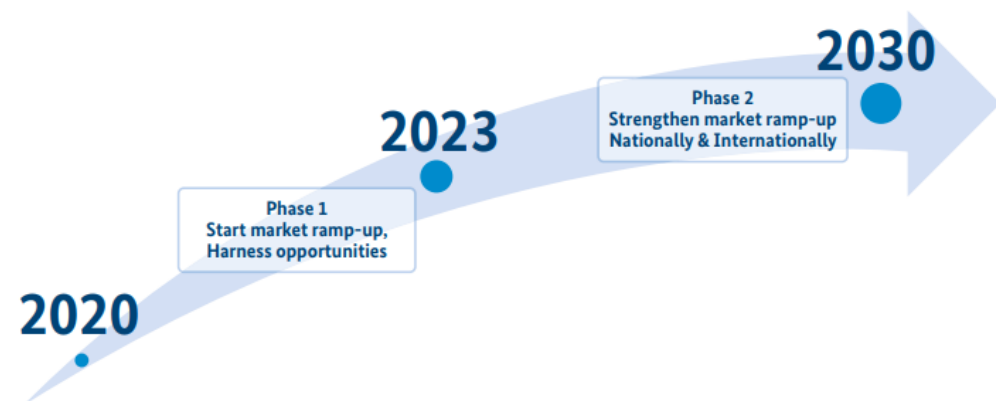 2020
Phase 1
Start market ramp-up,
Harness opportunities
2023
Phase 2
Strengthen market ramp-up
Nationally & Internationally
2030